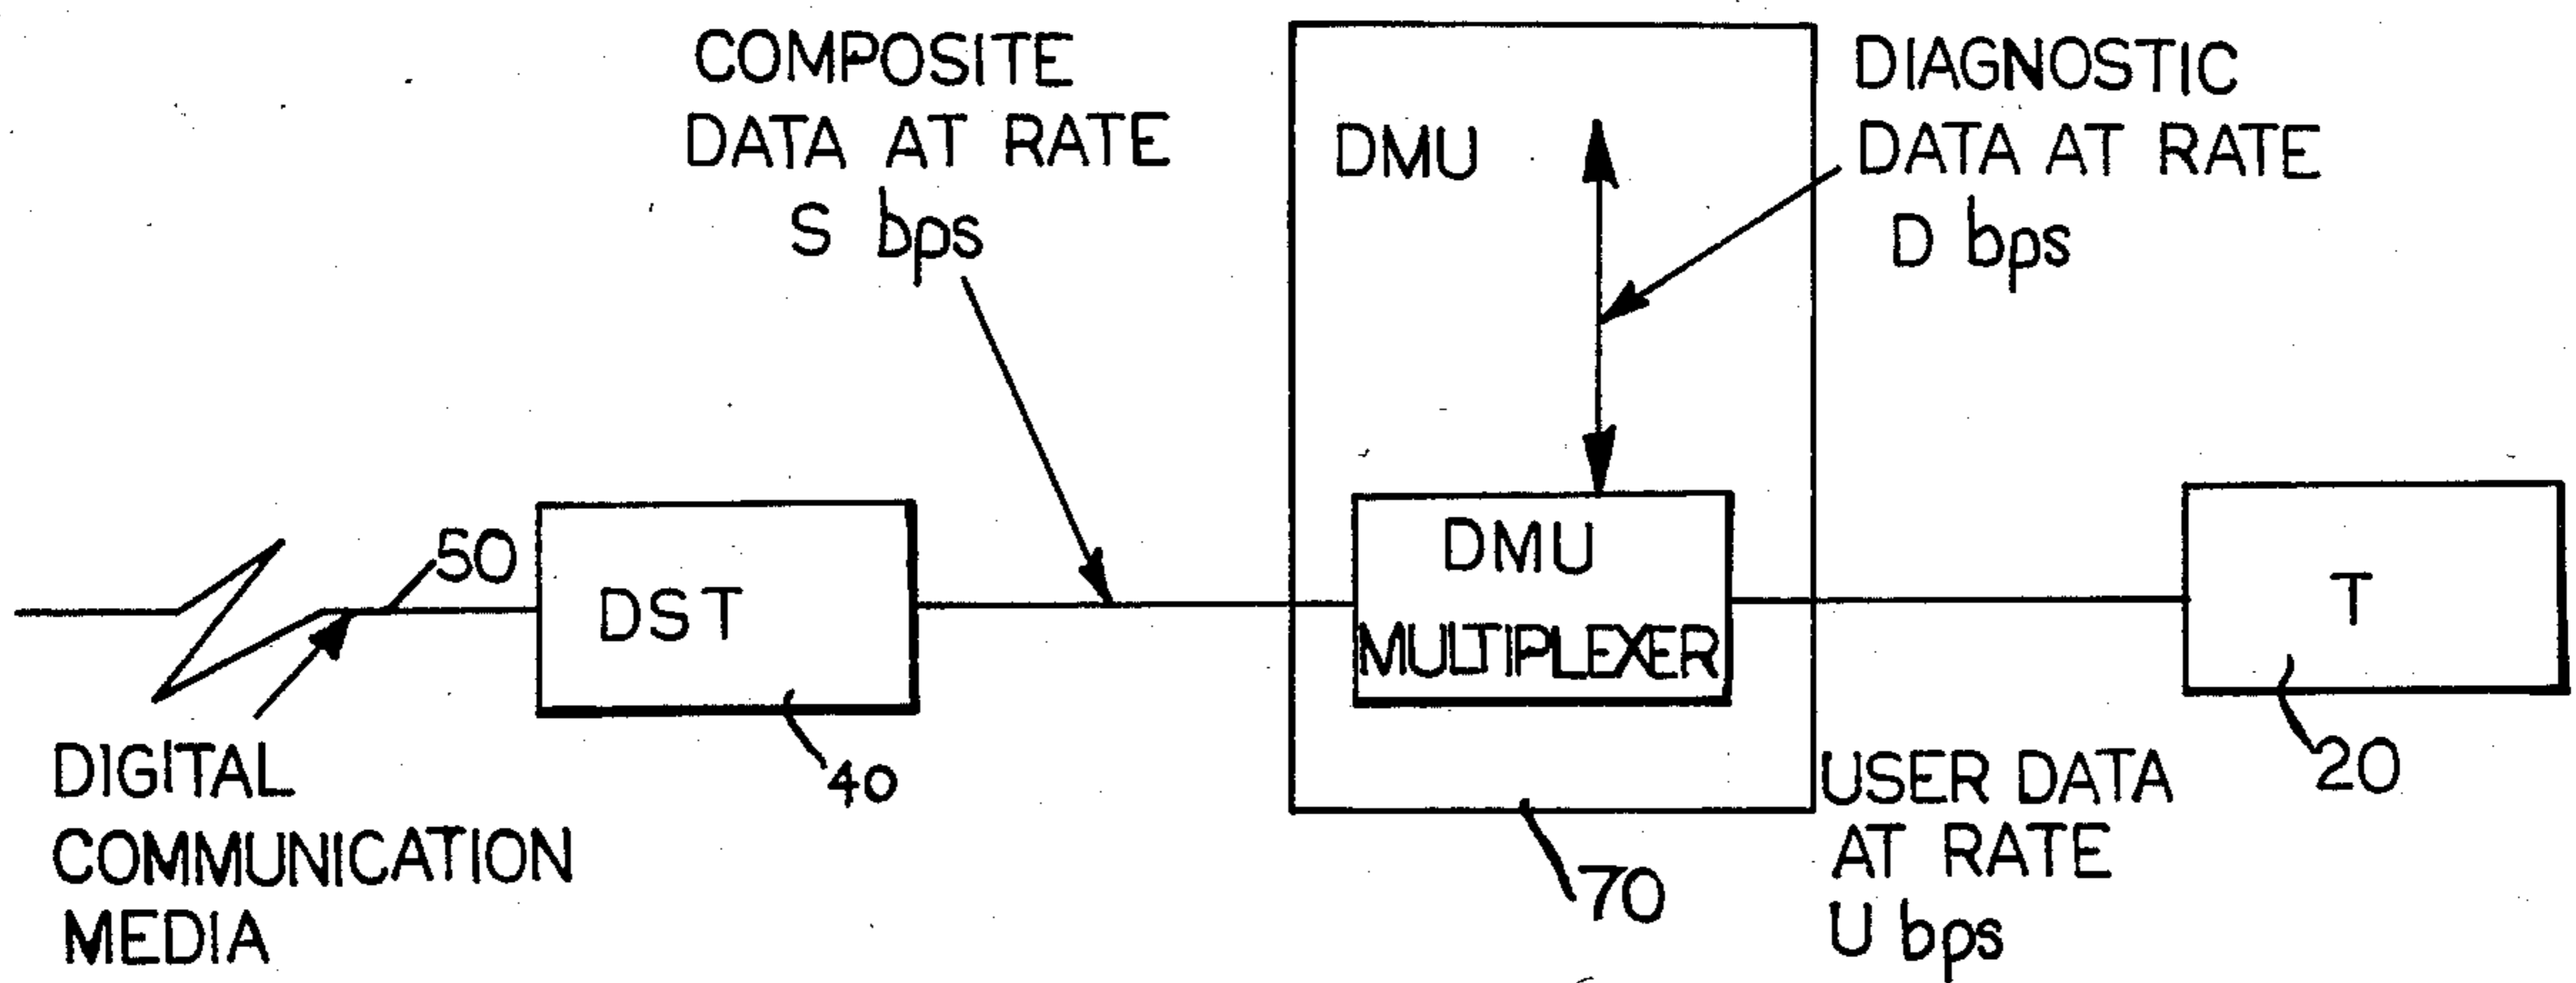 COMPOSITE
DATA AT RATE
S bps
DMU
DIAGNOSTIC
DATA AT RATE
D bps
50
DST
40
DMU
MULTIPLEXER
T
20
DIGITAL
COMMUNICATION
MEDIA
70
USER DATA
AT RATE
U bps